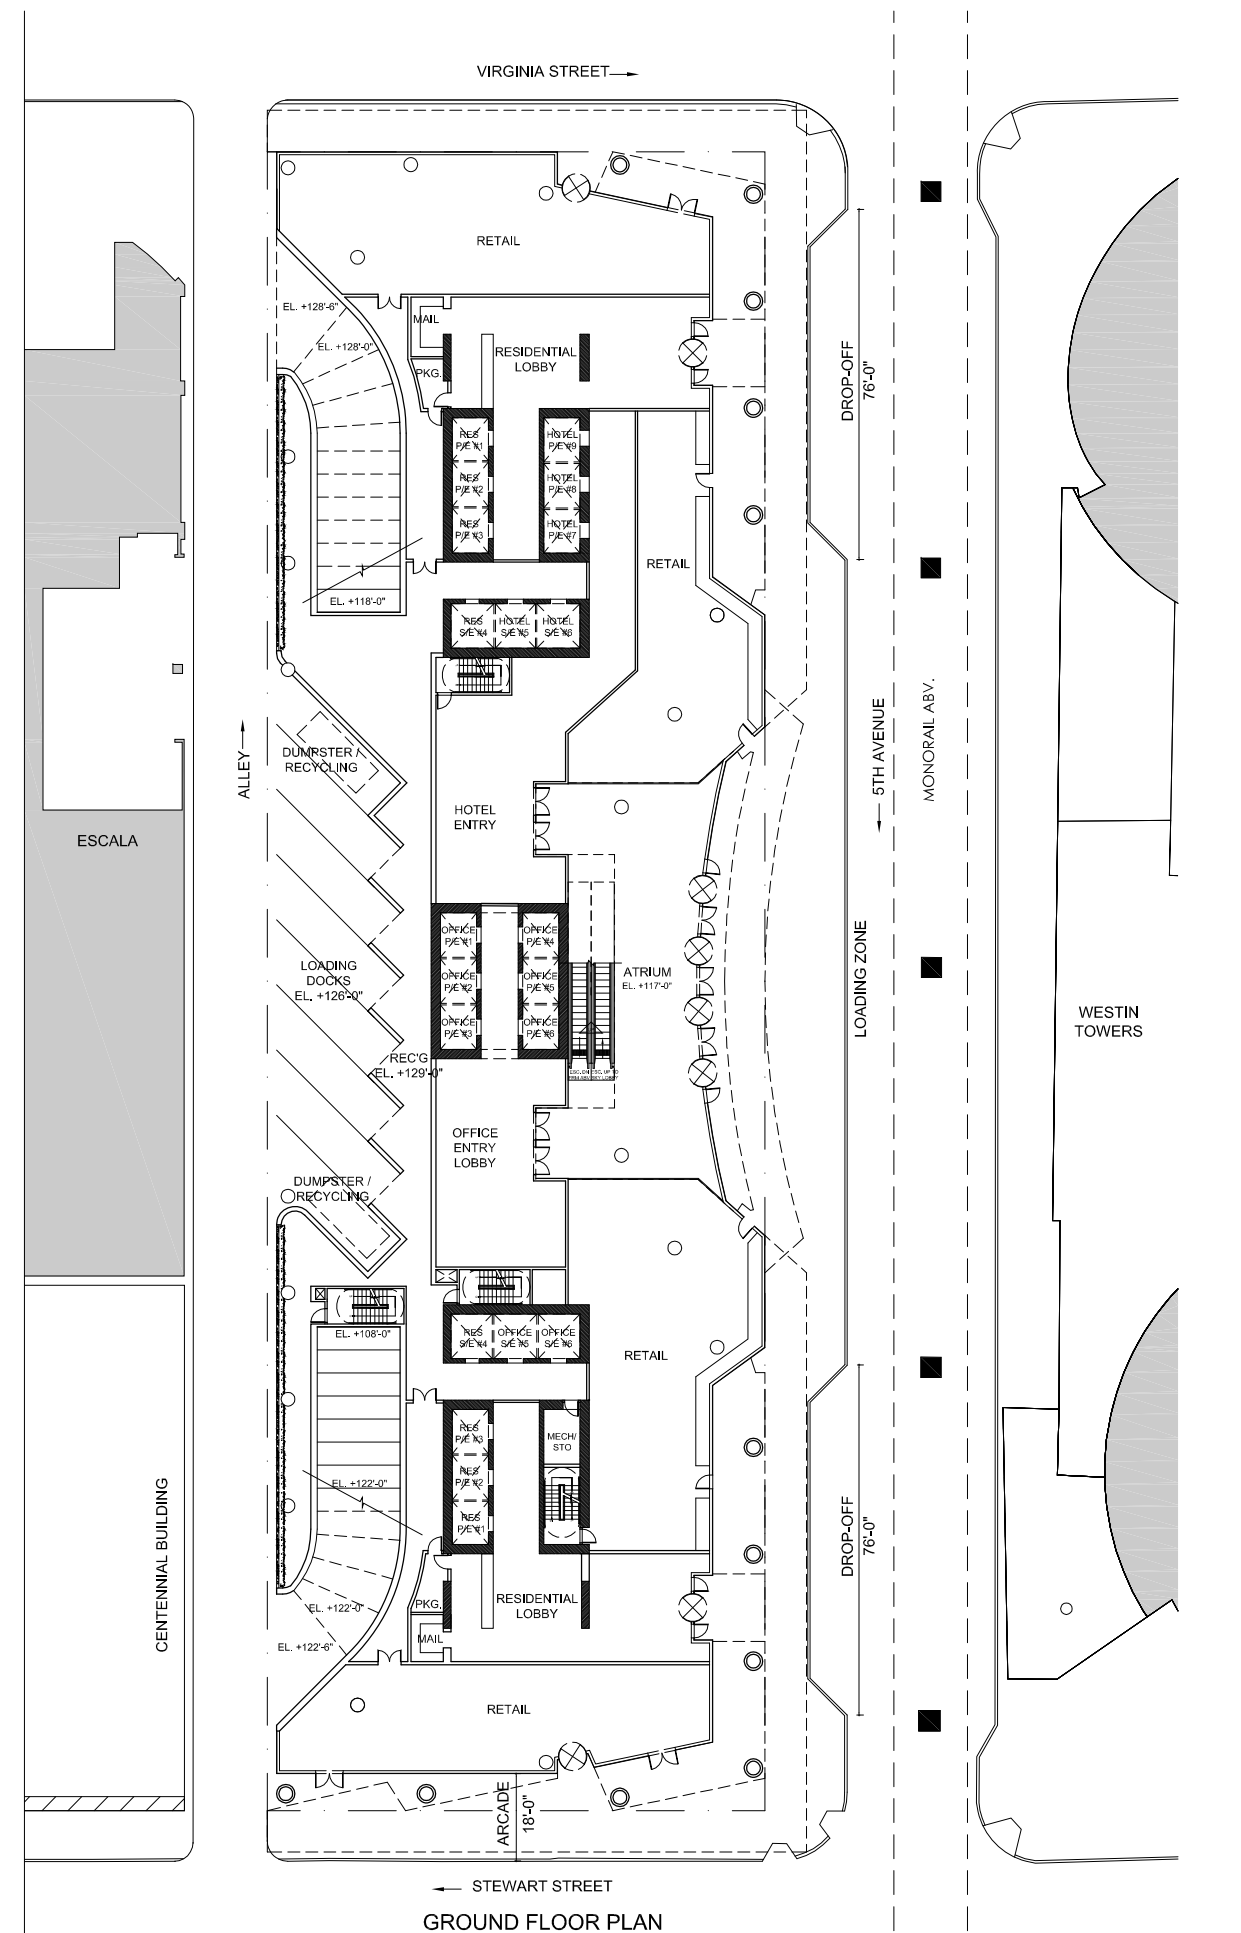 VIRGINIA STREET
RETAIL
EL. +128'-6"
MAIL
EL. +128'-0"
RESIDENTIAL
LOBBY
PKG.
DROP-OFF
76'-0"
RES
P/E #1
HOTEL
P/E #9
RES
P/E #2
HOTEL
P/E #8
RES
P/E #3
HOTEL
P/E #7
RETAIL
EL. +118'-0"
RES
S/E #4
HOTEL
S/E #5
HOTEL
S/E #6
ALLEY
DUMPSTER /
RECYCLING
5TH AVENUE
MONORAIL ABV.
HOTEL
ENTRY
ESCALA
OFFICE
P/E #1
OFFICE
P/E #4
LOADING
DOCKS
EL. +126'-0"
OFFICE
P/E #2
OFFICE
P/E #5
ATRIUM
EL. +117'-0"
LOADING ZONE
OFFICE
P/E #3
OFFICE
P/E #6
WESTIN
TOWERS
REC'G
EL. +129'-0"
ESC. UP TO
SKY LOBBY
OFFICE
ENTRY
LOBBY
DUMPSTER /
RECYCLING
EL. +108'-0"
RES
S/E #4
OFFICE
S/E #5
OFFICE
S/E #6
RETAIL
RES
P/E #3
MECH/
STO
RES
P/E #2
EL. +122'-0"
RES
P/E #1
CENTENNIAL BUILDING
DROP-OFF
76'-0"
EL. +122'-0"
PKG.
RESIDENTIAL
LOBBY
EL. +122'-6"
MAIL
RETAIL
ARCADE
18'-0"
STEWART STREET
GROUND FLOOR PLAN